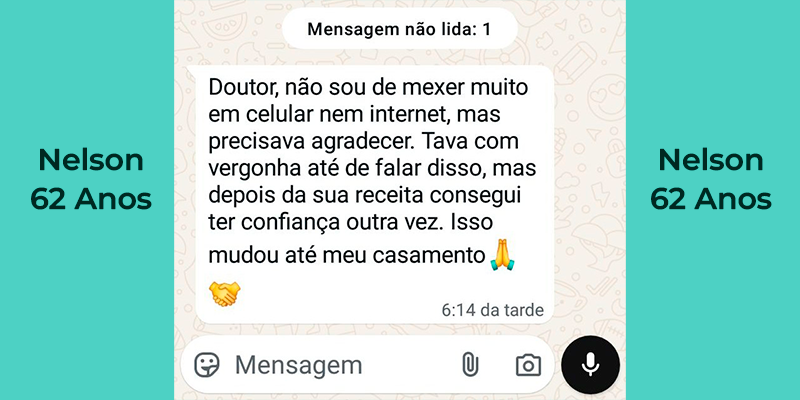 Mensagem não lida: 1
Nelson
62 Anos
Doutor, não sou de mexer muito
em celular nem internet, mas
precisava agradecer. Tava com
vergonha até de falar disso, mas
depois da sua receita consegui
ter confiança outra vez. Isso
mudou até meu casamento🙏
🤝
6:14 da tarde
Mensagem
Nelson
62 Anos